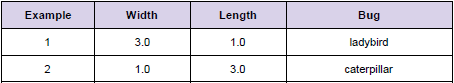 Example Width Length Bug
1 3.0 1.0 ladybird
2 1.0 3.0 caterpillar